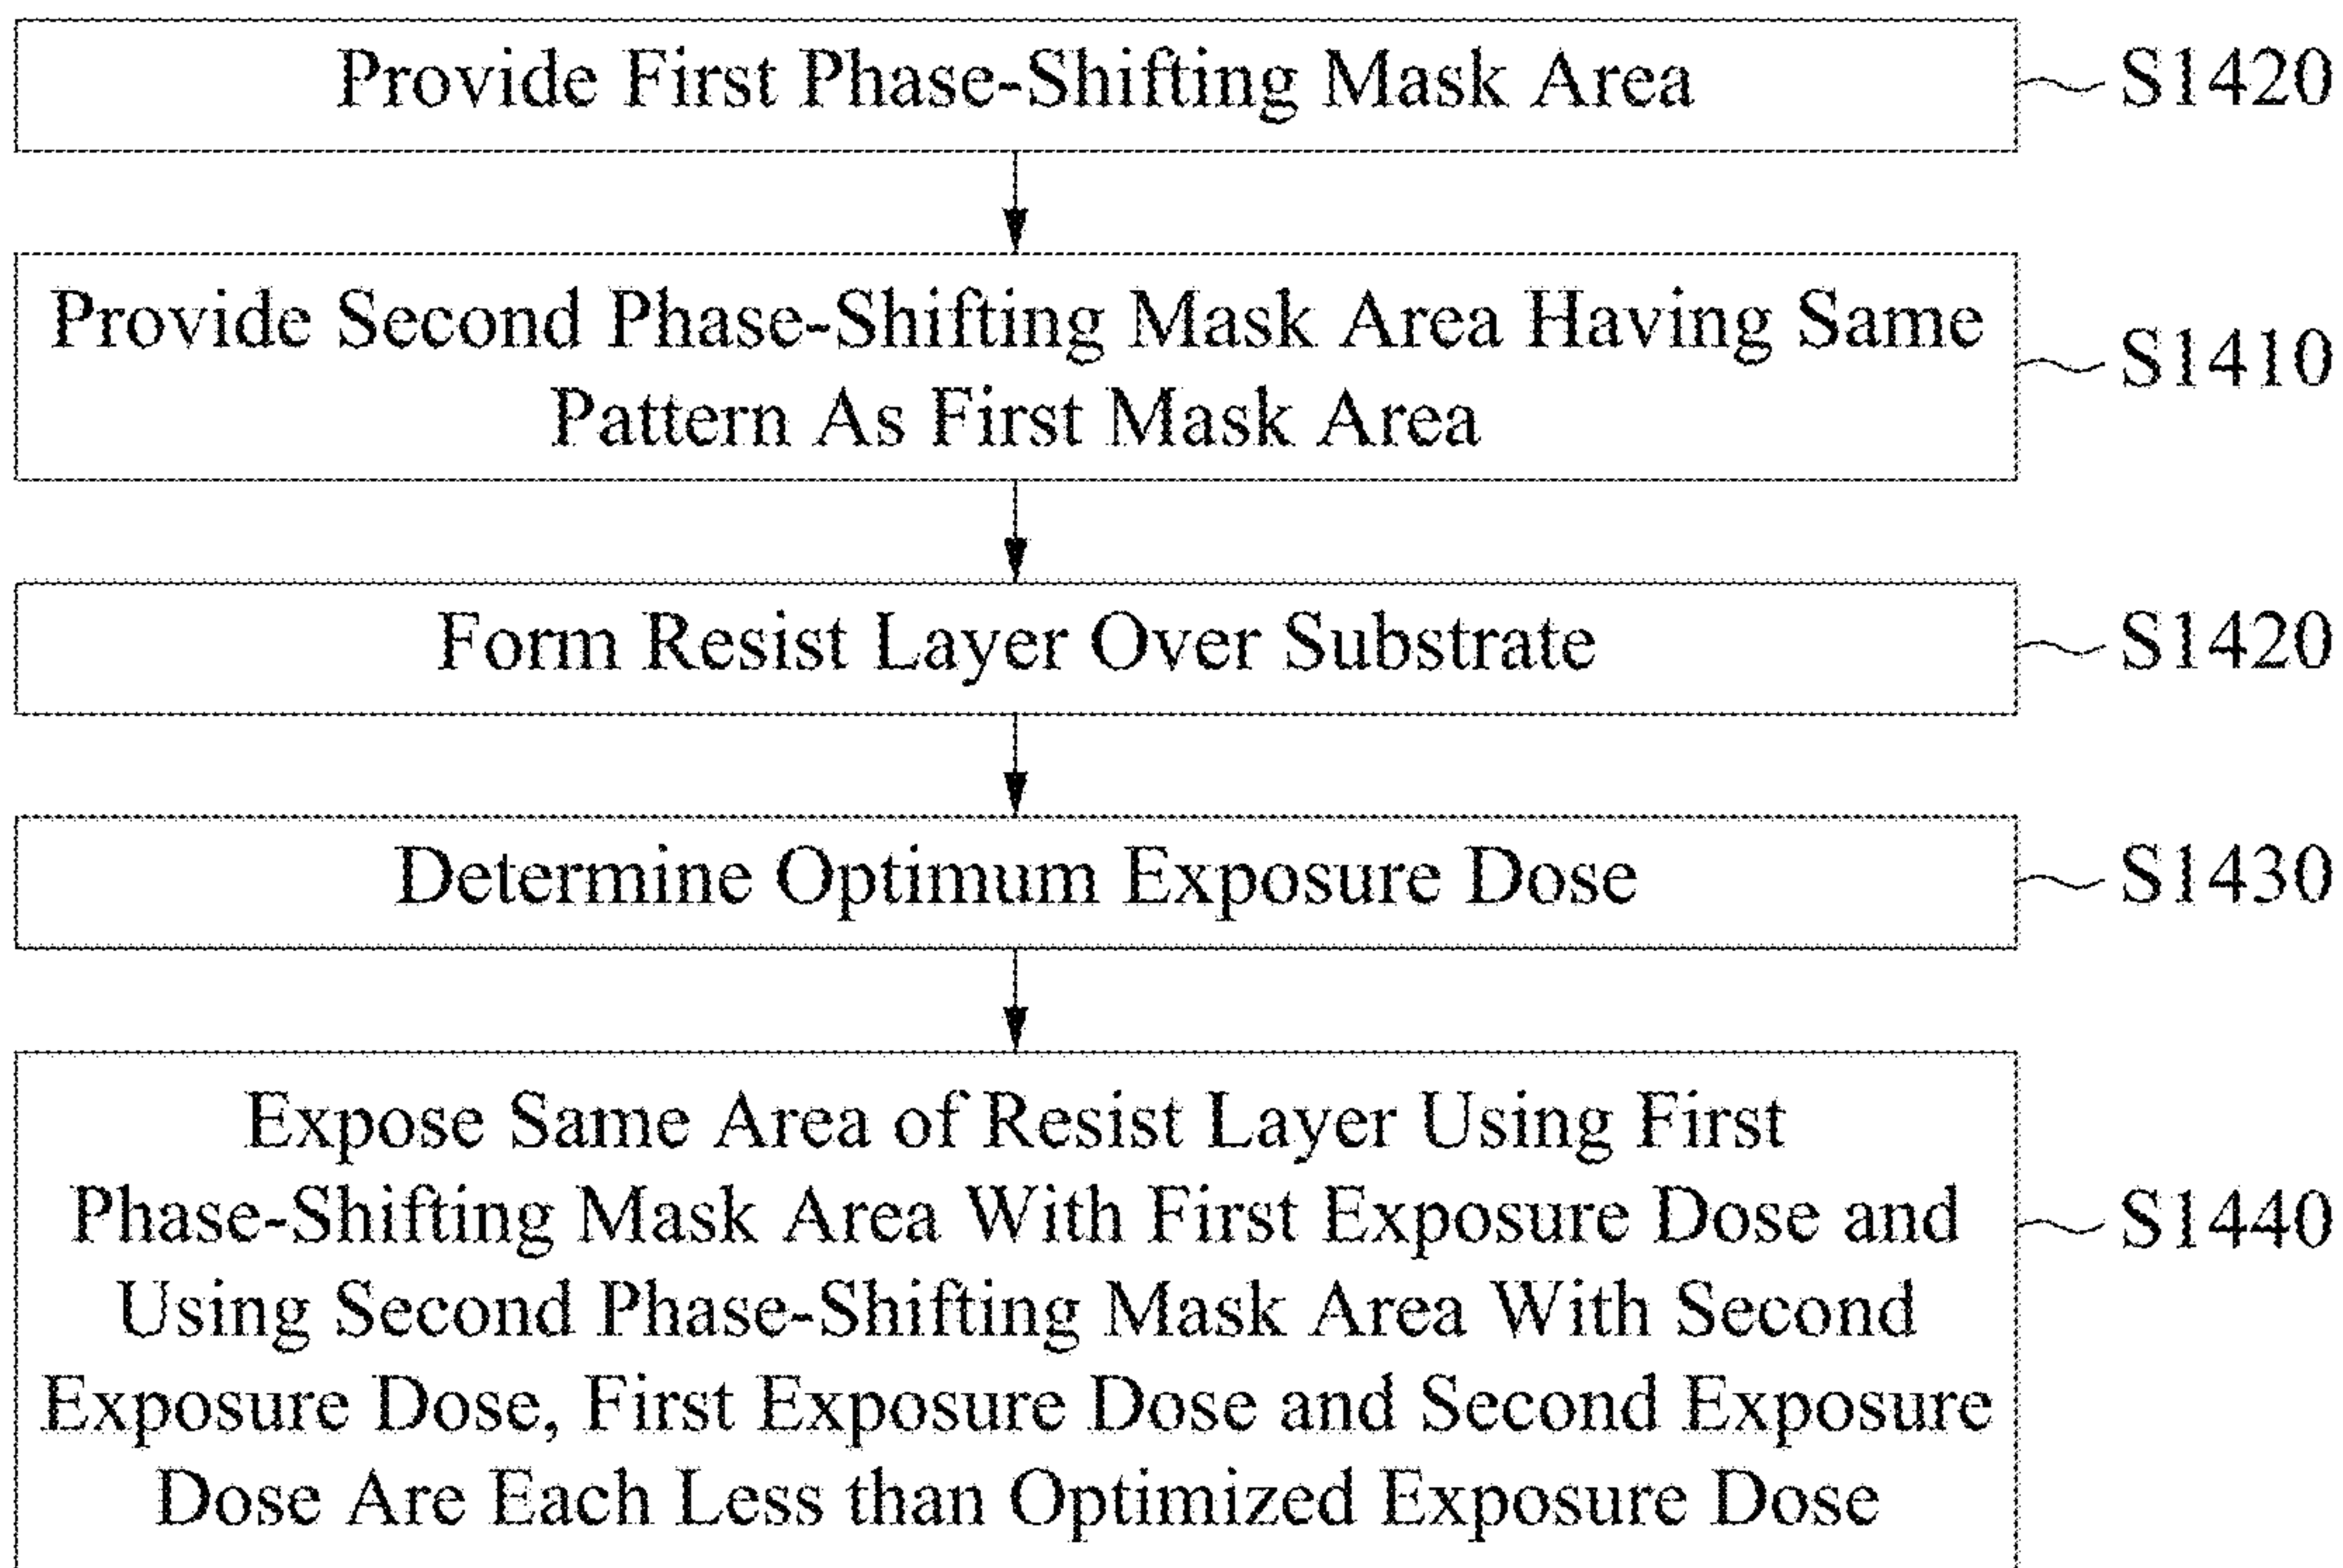 Provide First Phase-Shifting Mask Area
S1420
Provide Second Phase-Shifting Mask Area Having Same
Pattern As First Mask Area
S1410
Form Resist Layer Over Substrate
S1420
Determine Optimum Exposure Dose
S1430
Expose Same Area of Resist Layer Using First
Phase-Shifting Mask Area With First Exposure Dose and
Using Second Phase-Shifting Mask Area With Second
Exposure Dose, First Exposure Dose and Second Exposure
Dose Are Each Less than Optimized Exposure Dose
S1440